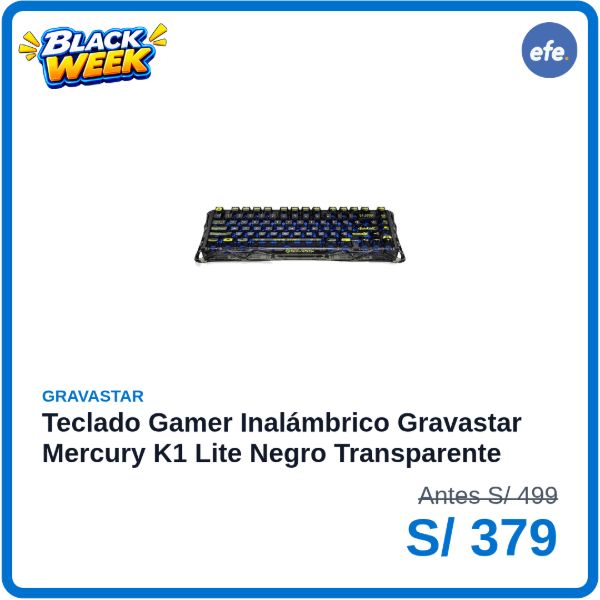 BLACK
WEEK
efe.
GRAVASTAR
Teclado Gamer Inalámbrico Gravastar
Mercury K1 Lite Negro Transparente
Antes S/ 499
S/ 379